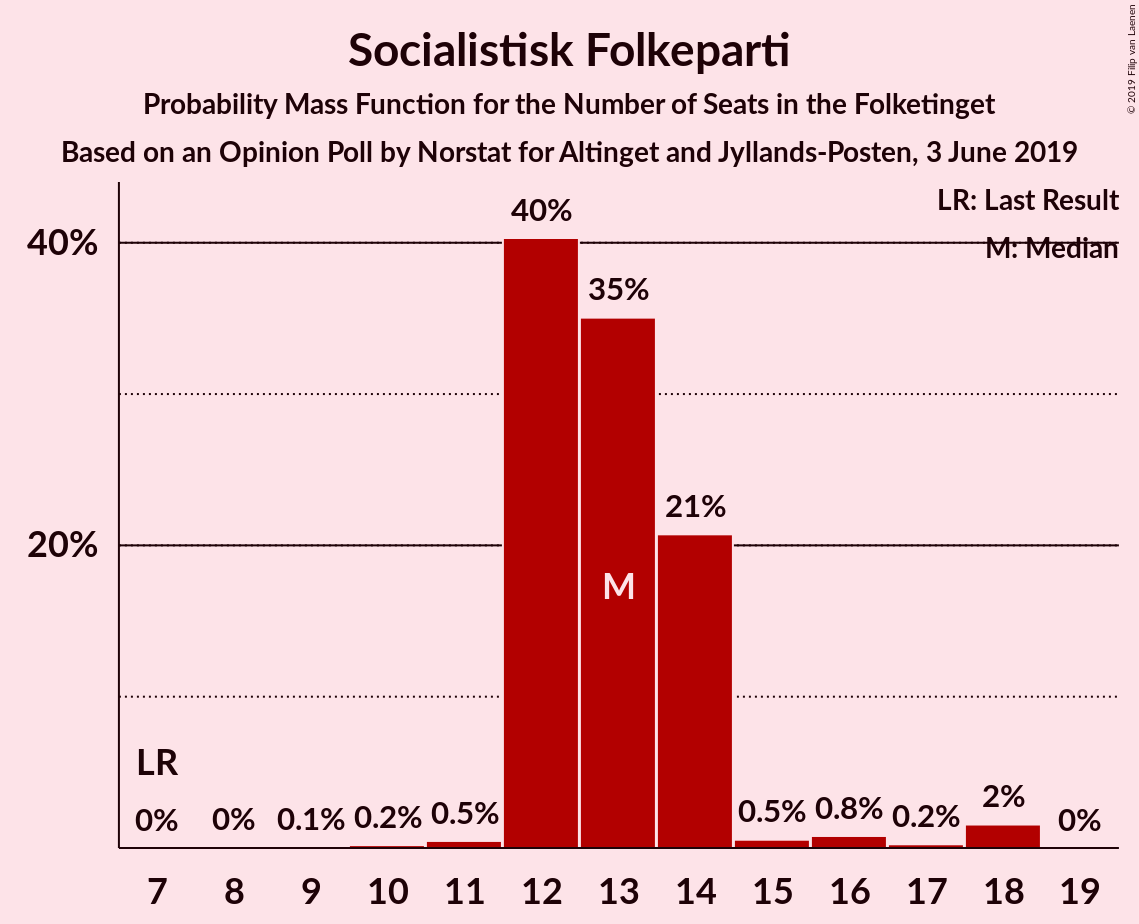 Socialistisk Folkeparti
Probability Mass Function for the Number of Seats in the Folketinget
Based on an Opinion Poll by Norstat for Altinget and Jyllands-Posten, 3 June 2019
© 2019 Filip van Laenen
LR: Last Result
M: Median
40%
20%
LR
0%
0%
0.1%
0.2%
0.5%
40%
35%
M
21%
0.5%
0.8%
0.2%
2%
0%
7 8 9 10 11 12 13 14 15 16 17 18 19